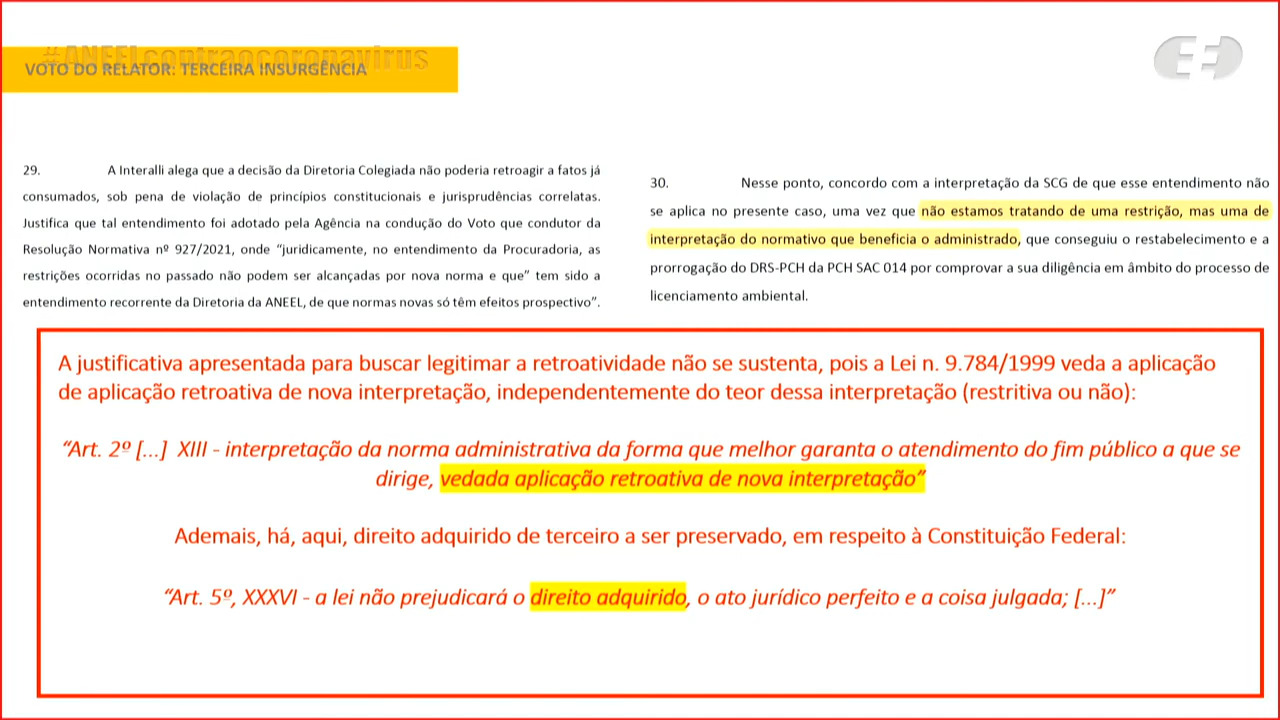 #ANEELcontraocoronavirus
VOTO DO RELATOR: TERCEIRA INSURGÊNCIA
29. A Interalli alega que a decisão da Diretoria Colegiada não poderia retroagir a fatos já
consumados, sob pena de violação de princípios constitucionais e jurisprudências correlatas.
Justifica que tal entendimento foi adotado pela Agência na condução do Voto que condutor da
Resolução Normativa nº 927/2021, onde “juridicamente, no entendimento da Procuradoria, as
restrições ocorridas no passado não podem ser alcançadas por nova norma e que” tem sido a
entendimento recorrente da Diretoria da ANEEL, de que normas novas só têm efeitos prospectivo”.
30. Nesse ponto, concordo com a interpretação da SCG de que esse entendimento não
se aplica no presente caso, uma vez que não estamos tratando de uma restrição, mas uma de
interpretação do normativo que beneficia o administrado, que conseguiu o restabelecimento e a
prorrogação do DRS-PCH da PCH SAC 014 por comprovar a sua diligência em âmbito do processo de
licenciamento ambiental.
A justificativa apresentada para buscar legitimar a retroatividade não se sustenta, pois a Lei n. 9.784/1999 veda a aplicação
de aplicação retroativa de nova interpretação, independentemente do teor dessa interpretação (restritiva ou não):
“Art. 2º [...] XIII - interpretação da norma administrativa da forma que melhor garanta o atendimento do fim público a que se
dirige, vedada aplicação retroativa de nova interpretação”
Ademais, há, aqui, direito adquirido de terceiro a ser preservado, em respeito à Constituição Federal:
“Art. 5º, XXXVI - a lei não prejudicará o direito adquirido, o ato jurídico perfeito e a coisa julgada; [...]”